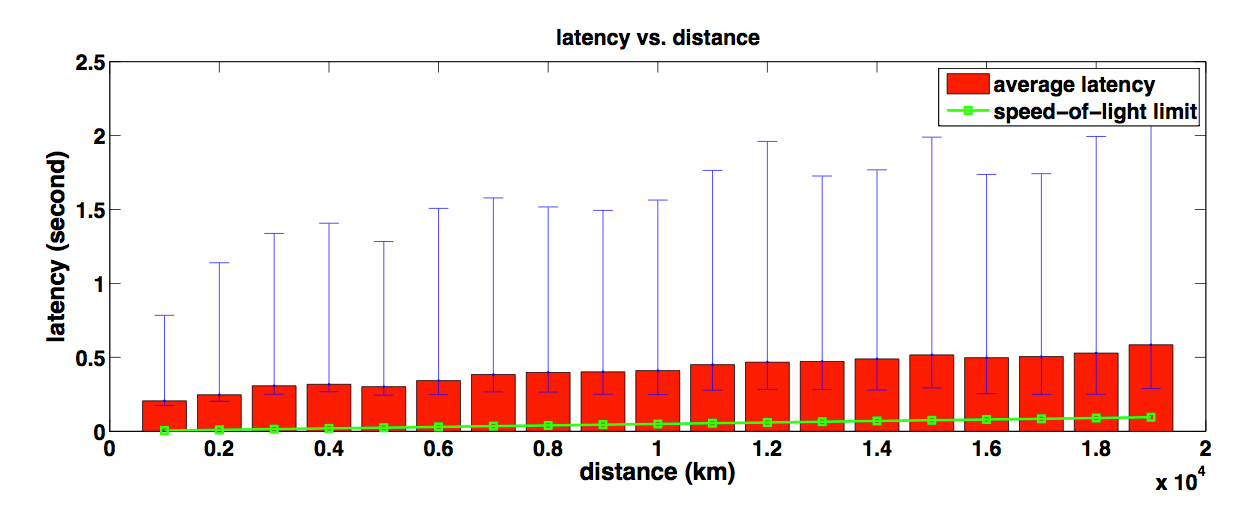 latency vs. distance
2.5
2
1.5
1
0.5
0
latency (second)
average latency
speed−of−light limit
0 0.2 0.4 0.6 0.8 1 1.2 1.4 1.6 1.8 2
distance (km)
x 10^4